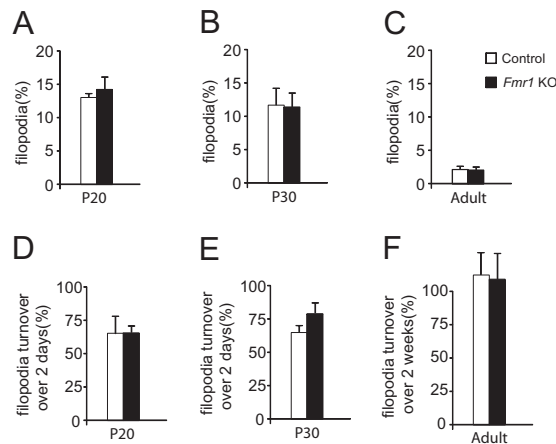 A
filopodia(%)
20
15
10
5
0
P20
B
filopodia(%)
20
15
10
5
0
P30
C
filopodia(%)
20
15
10
5
0
Adult
Control
Fmr1 KO
D
filopodia turnover
over 2 days(%)
100
75
50
25
00
P20
E
filopodia turnover
over 2 days(%)
100
75
50
25
00
P30
F
filopodia turnover
over 2 weeks(%)
100
75
50
25
0
Adult